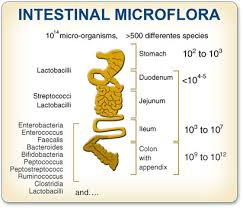 INTESTINAL MICROFLORA
10¹⁴ micro-organisms, >500 differentes species
Stomach 10² to 10³
Lactobacilli
Duodenum <10⁴⁻⁵
Streptococci
Lactobacilli
Jejunum
Ileum 10³ to 10⁷
Enterobacteria
Enterococcus
Faecalis
Bacteroides
Bifidobacteria
Peptococcus
Peptostreptococc
Ruminococcus
Clostridia
Lactobacilli
Colon
with
appendix
10⁹ to 10¹²
and....